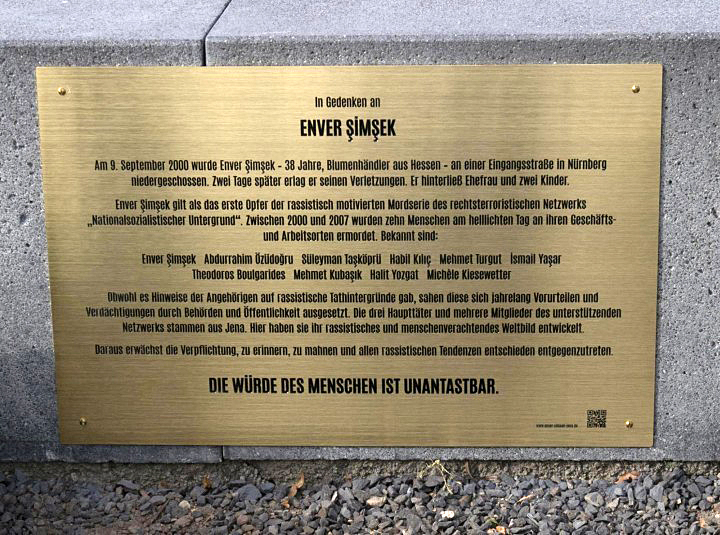 In Gedenken an
ENVER ŞİMŞEK
Am 9. September 2000 wurde Enver Şimşek – 38 Jahre, Blumenhändler aus Hessen – an einer Eingangsstraße in Nürnberg
niedergeschossen. Zwei Tage später erlag er seinen Verletzungen. Er hinterließ Ehefrau und zwei Kinder.
Enver Şimşek gilt als das erste Opfer der rassistisch motivierten Mordserie des rechtsterroristischen Netzwerks
„Nationalsozialistischer Untergrund“. Zwischen 2000 und 2007 wurden zehn Menschen am helllichten Tag an ihren Geschäfts-
und Arbeitsorten ermordet. Bekannt sind:
Enver Şimşek Abdurrahim Özüdoğru Süleyman Taşköprü Habil Kılıç Mehmet Turgut İsmail Yaşar
Theodoros Boulgarides Mehmet Kubaşık Halit Yozgat Michèle Kiesewetter
Obwohl es Hinweise der Angehörigen auf rassistische Tathintergründe gab, sahen diese sich jahrelang Vorurteilen und
Verdächtigungen durch Behörden und Öffentlichkeit ausgesetzt. Die drei Haupttäter und mehrere Mitglieder des unterstützenden
Netzwerks stammen aus Jena. Hier haben sie ihr rassistisches und menschenverachtendes Weltbild entwickelt.
Daraus erwächst die Verpflichtung, zu erinnern, zu mahnen und allen rassistischen Tendenzen entschieden entgegenzutreten.
DIE WÜRDE DES MENSCHEN IST UNANTASTBAR.